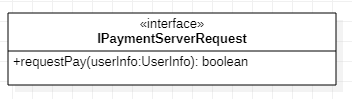 «interface»
IPaymentServerRequest
+requestPay(userInfo:UserInfo): boolean